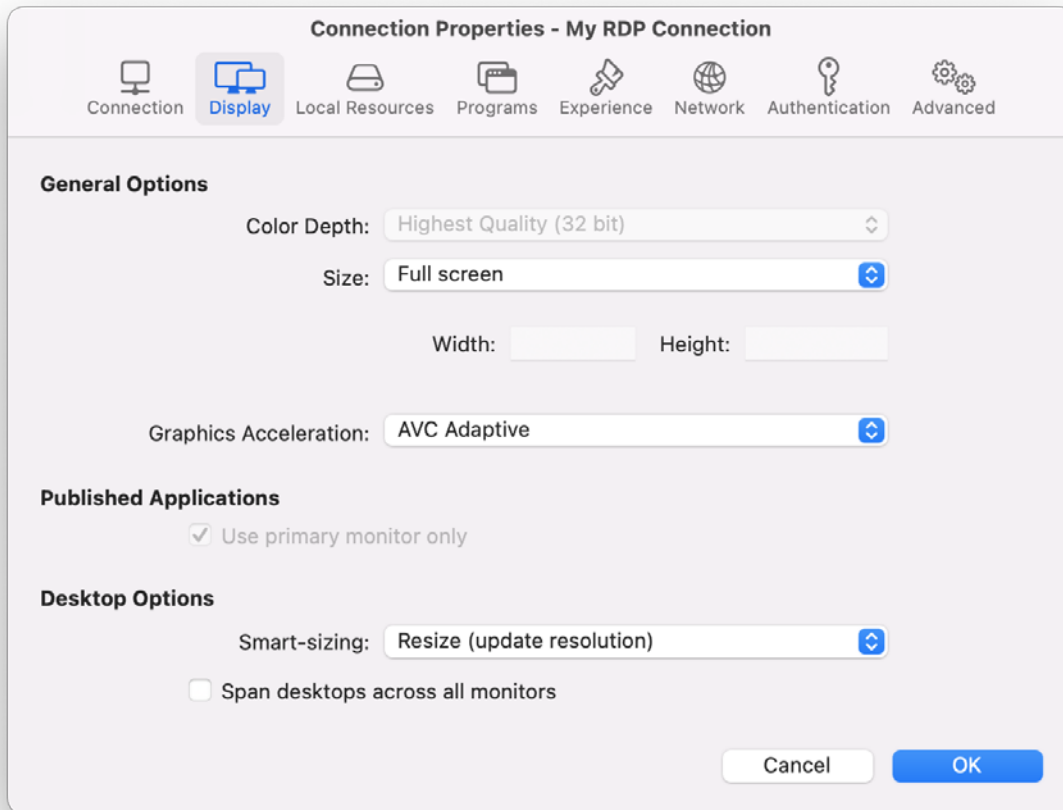 Connection Properties - My RDP Connection
Connection Display Local Resources Programs Experience Network Authentication Advanced
General Options
Color Depth: Highest Quality (32 bit)
Size: Full screen
Width: Height:
Graphics Acceleration: AVC Adaptive
Published Applications
Use primary monitor only
Desktop Options
Smart-sizing: Resize (update resolution)
Span desktops across all monitors
Cancel OK